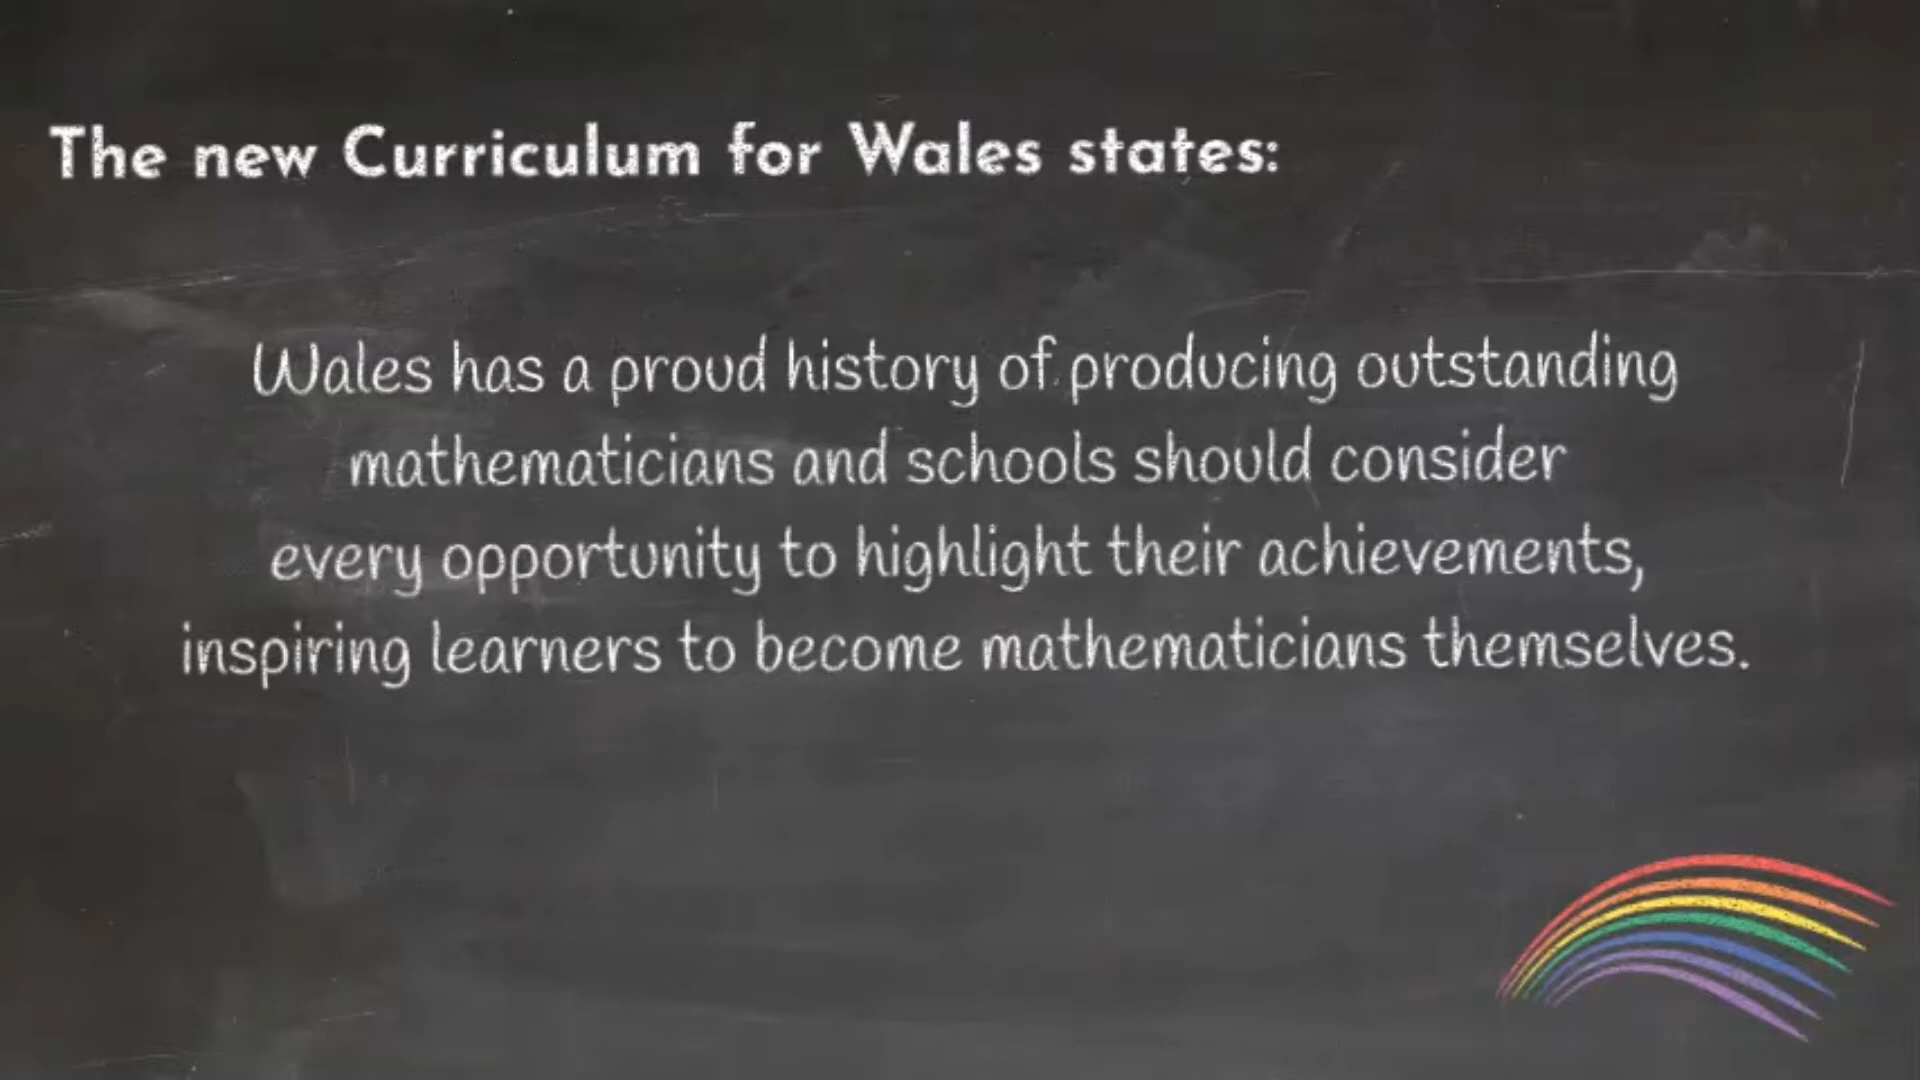 The new Curriculum for Wales states:
Wales has a proud history of producing outstanding
mathematicians and schools should consider
every opportunity to highlight their achievements,
inspiring learners to become mathematicians themselves.